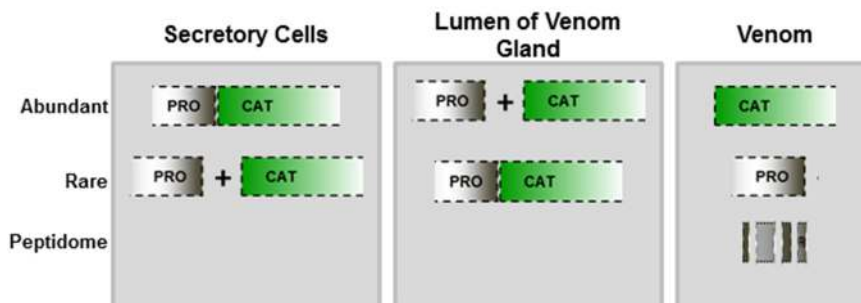 Secretory Cells
Lumen of Venom
Gland
Venom
Abundant
PRO CAT
PRO + CAT
CAT
Rare
PRO + CAT
PRO CAT
PRO
Peptidome